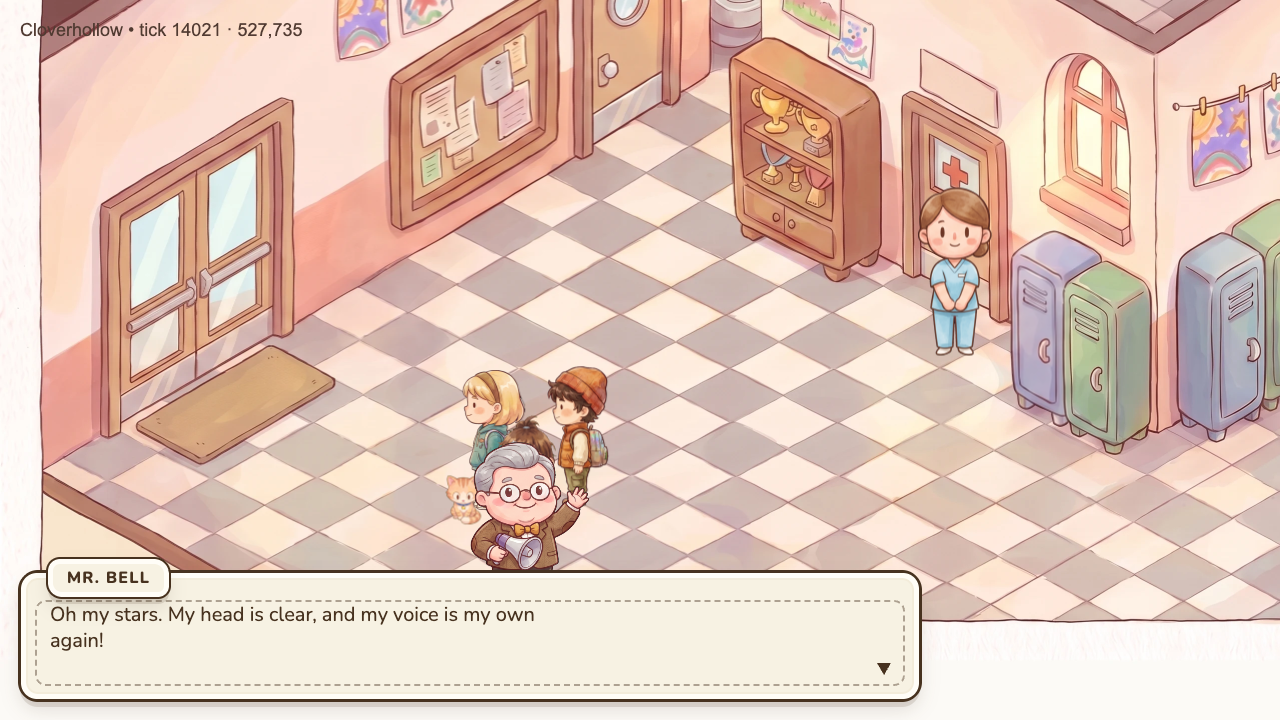 Cloverhollow • tick 14021 · 527,735
MR. BELL
Oh my stars. My head is clear, and my voice is my own
again!